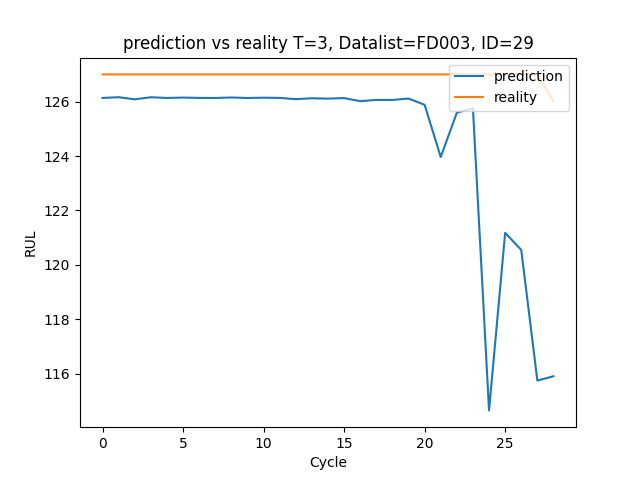 prediction vs reality T=3, Datalist=FD003, ID=29
prediction
reality
126
124
122
120
118
116
RUL
0 5 10 15 20 25
Cycle